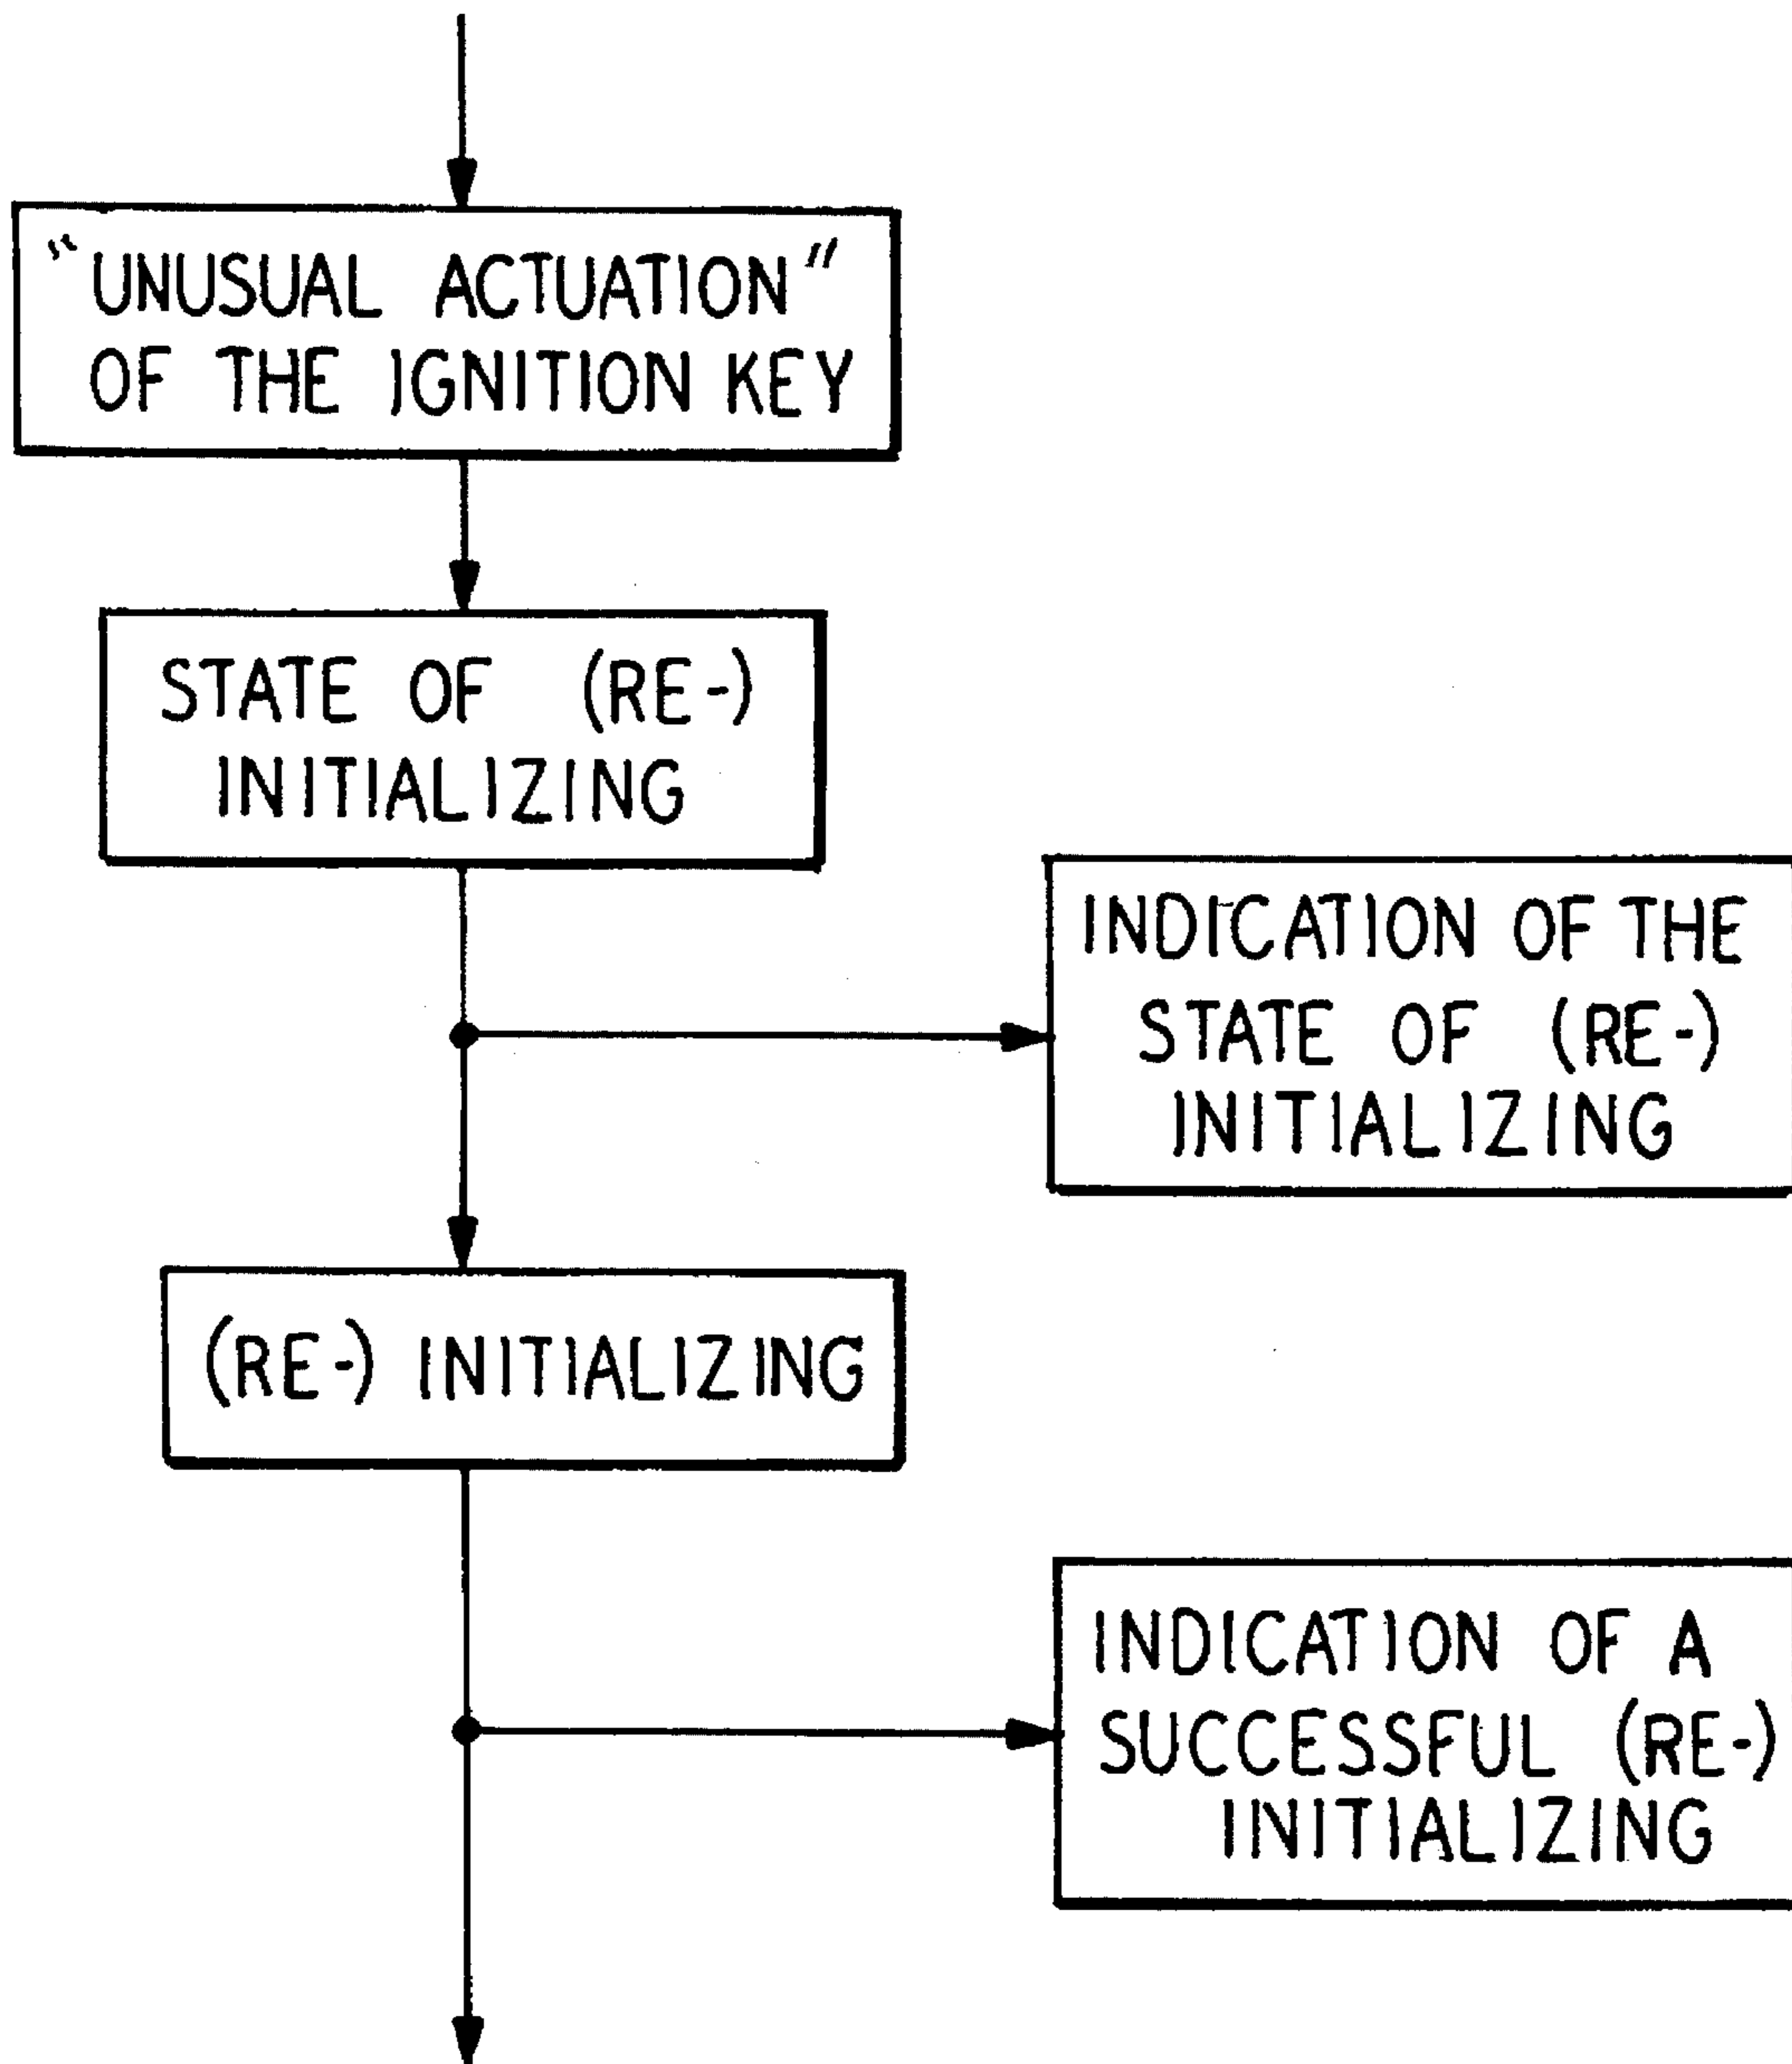 "UNUSUAL ACTUATION"
OF THE IGNITION KEY
STATE OF (RE-)
INITIALIZING
INDICATION OF THE
STATE OF (RE-)
INITIALIZING
(RE-) INITIALIZING
INDICATION OF A
SUCCESSFUL (RE-)
INITIALIZING